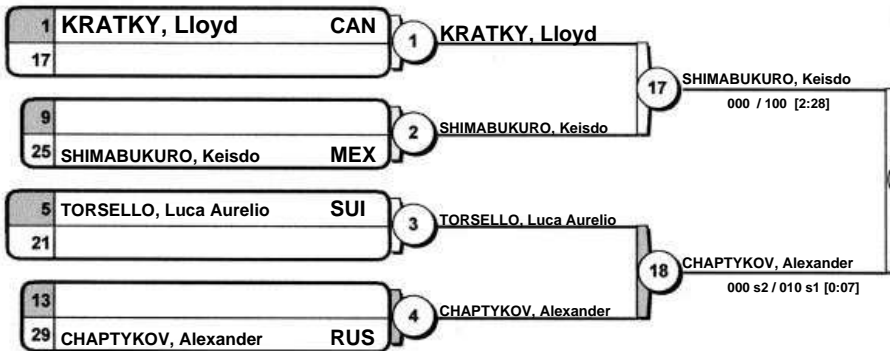 1 KRATKY, Lloyd CAN
17
1 KRATKY, Lloyd
9
25 SHIMABUKURO, Keisdo MEX
2 SHIMABUKURO, Keisdo
17 SHIMABUKURO, Keisdo
000 / 100 [2:28]
5 TORSELLO, Luca Aurelio SUI
21
3 TORSELLO, Luca Aurelio
13
29 CHAPTYKOV, Alexander RUS
4 CHAPTYKOV, Alexander
18 CHAPTYKOV, Alexander
000 s2 / 010 s1 [0:07]